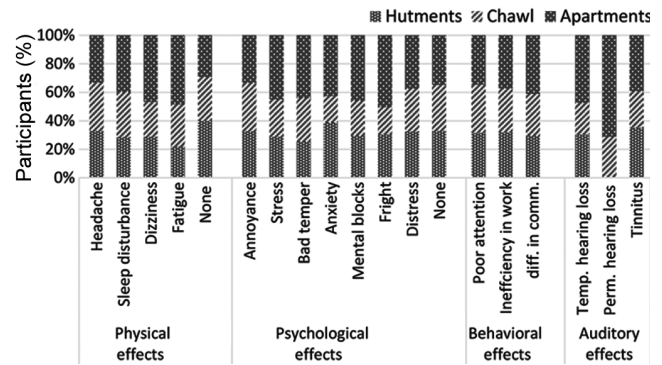 Hutments Chawl Apartments
100%
80%
60%
40%
20%
0%
Participants (%)
Headache
Sleep disturbance
Dizziness
Fatigue
None
Annoyance
Stress
Bad temper
Anxiety
Mental blocks
Fright
Distress
None
Poor attention
Ineffciency in work
diff. in comm.
Temp. hearing loss
Perm. hearing loss
Tinnitus
Physical
effects
Psychological
effects
Behavioral
effects
Auditory
effects